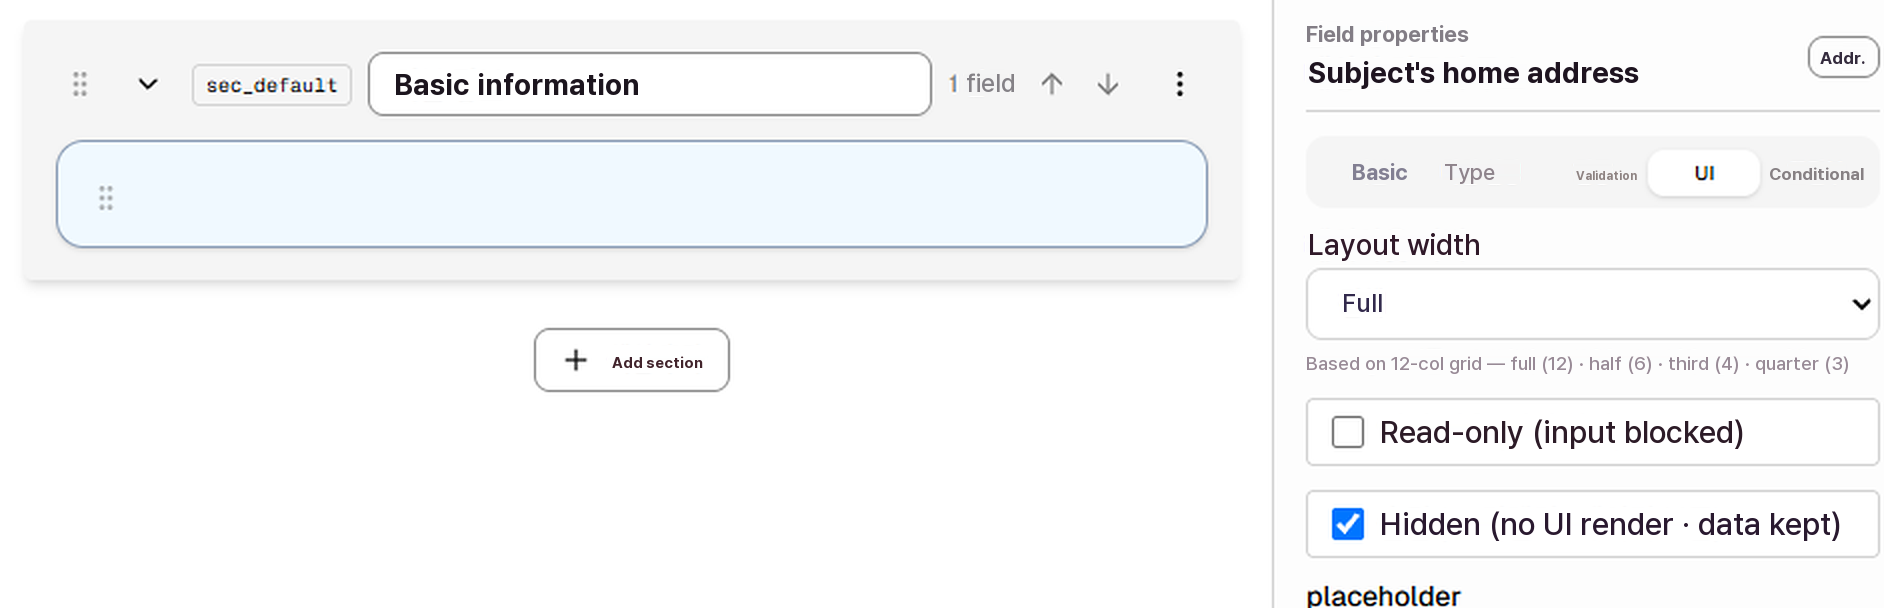 sec_default
Basic information
1 field
Add section
Field properties
Subject's home address
Addr.
Basic Type Validation UI Conditional
Layout width
Full
Based on 12-col grid — full (12) · half (6) · third (4) · quarter (3)
Read-only (input blocked)
Hidden (no UI render · data kept)
placeholder